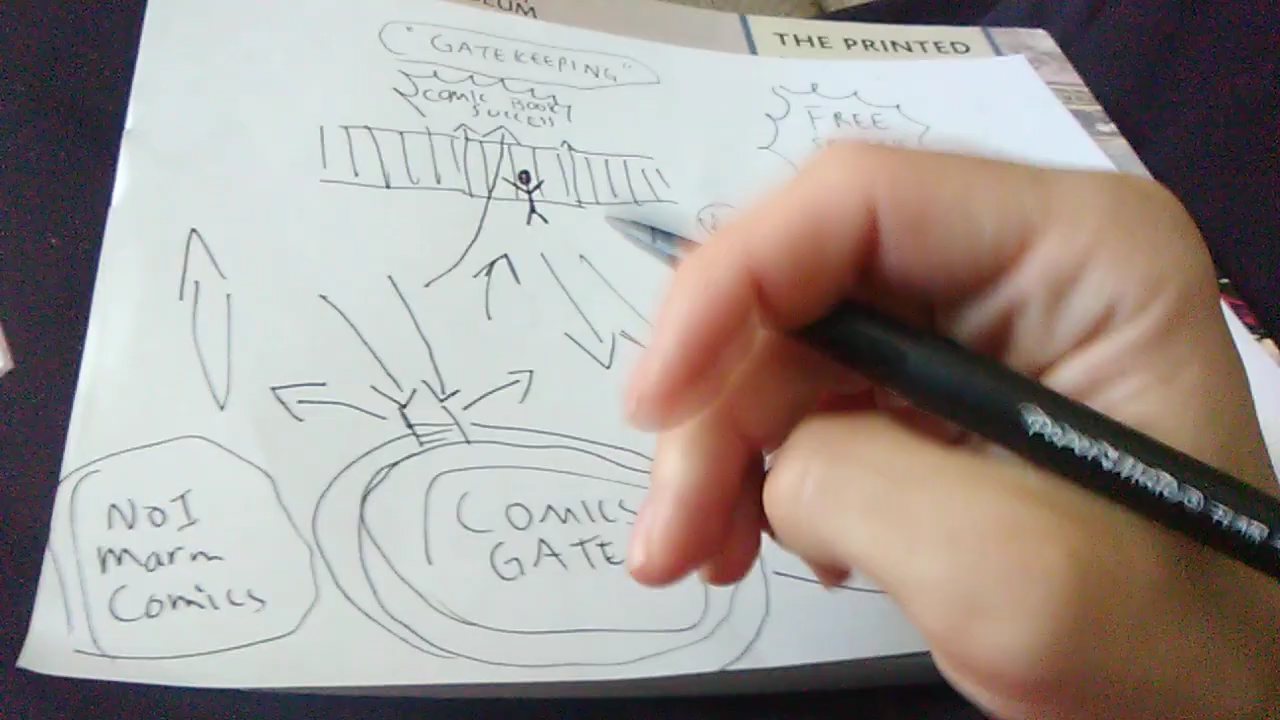 THE PRINTED
"GATEKEEPING"
COMIC BOOK
SUCCESS
FREE
COMICS
GATE
NOI
marm
Comics